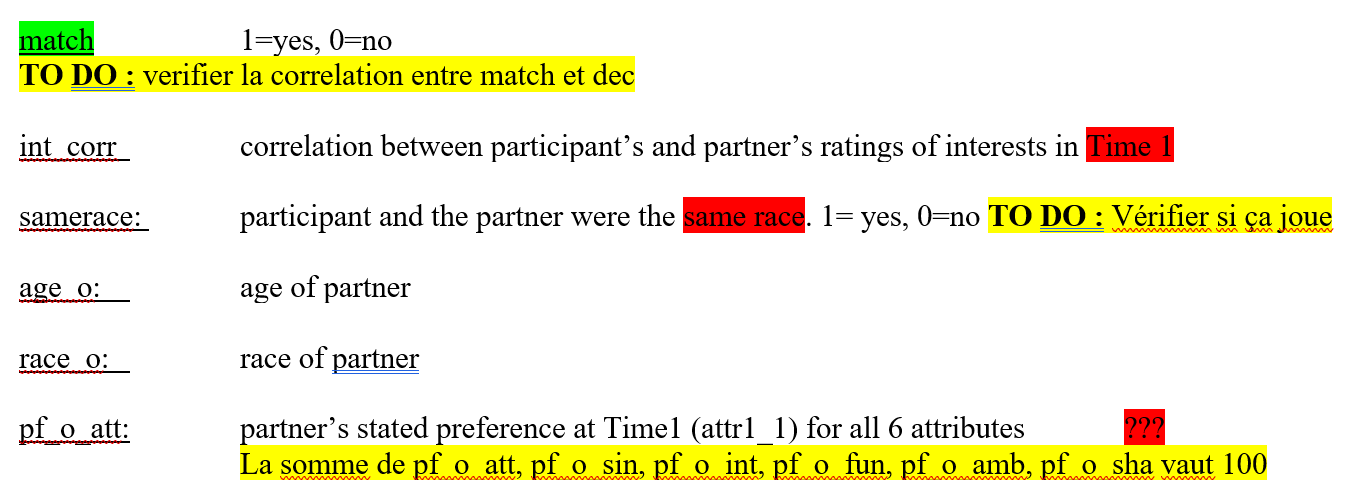 match 1=yes, 0=no
TO DO : verifier la correlation entre match et dec
int_corr correlation between participant’s and partner’s ratings of interests in Time 1
samerace: participant and the partner were the same race. 1= yes, 0=no TO DO : Vérifier si ça joue
age_o: age of partner
race_o: race of partner
pf_o_att: partner’s stated preference at Time1 (attr1_1) for all 6 attributes ???
La somme de pf_o_att, pf_o_sin, pf_o_int, pf_o_fun, pf_o_amb, pf_o_sha vaut 100